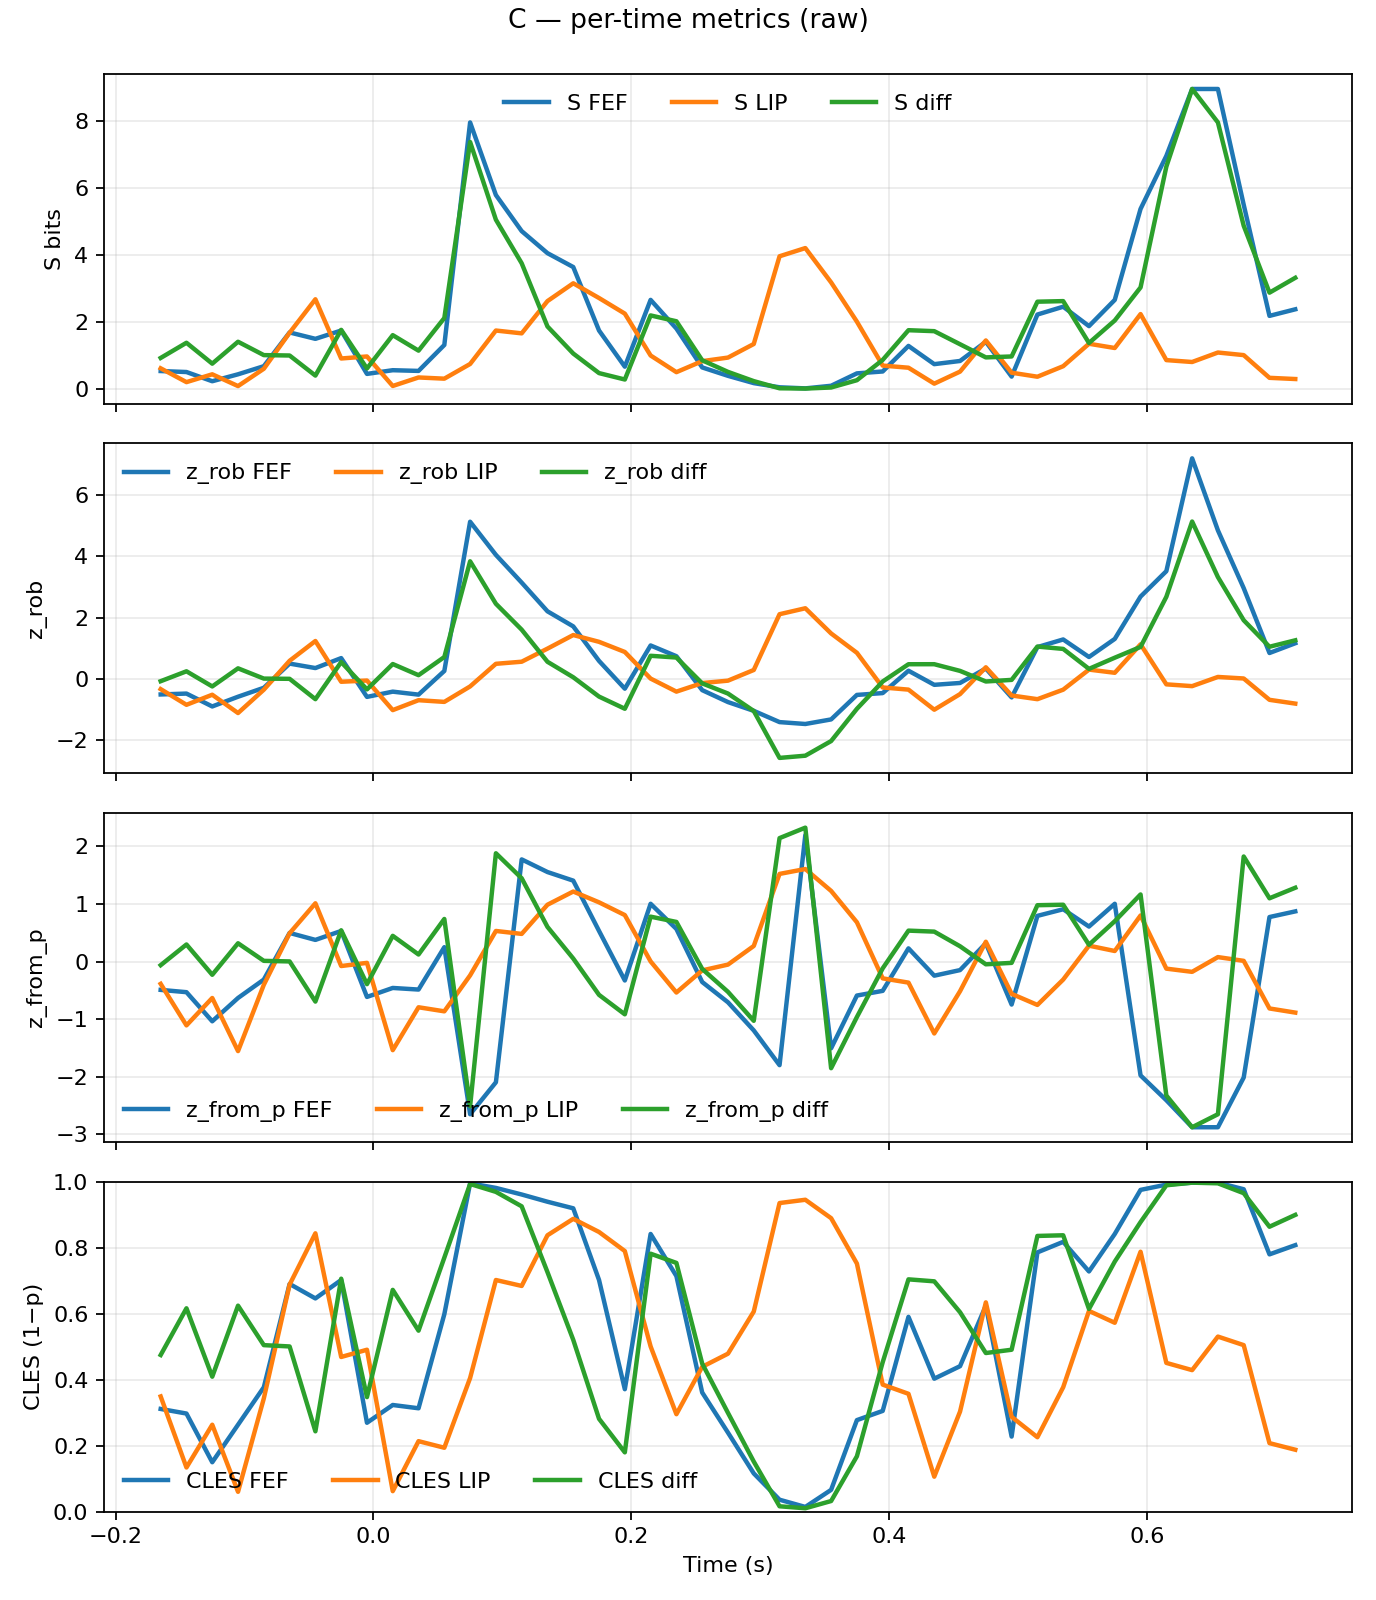 C — per-time metrics (raw)
S FEF S LIP S diff
8
6
4
2
0
S bits
z_rob FEF z_rob LIP z_rob diff
6
4
2
0
−2
z_rob
2
1
0
−1
−2
−3
z_from_p
z_from_p FEF z_from_p LIP z_from_p diff
1.0
0.8
0.6
0.4
0.2
0.0
CLES (1−p)
CLES FEF CLES LIP CLES diff
−0.2 0.0 0.2 0.4 0.6
Time (s)